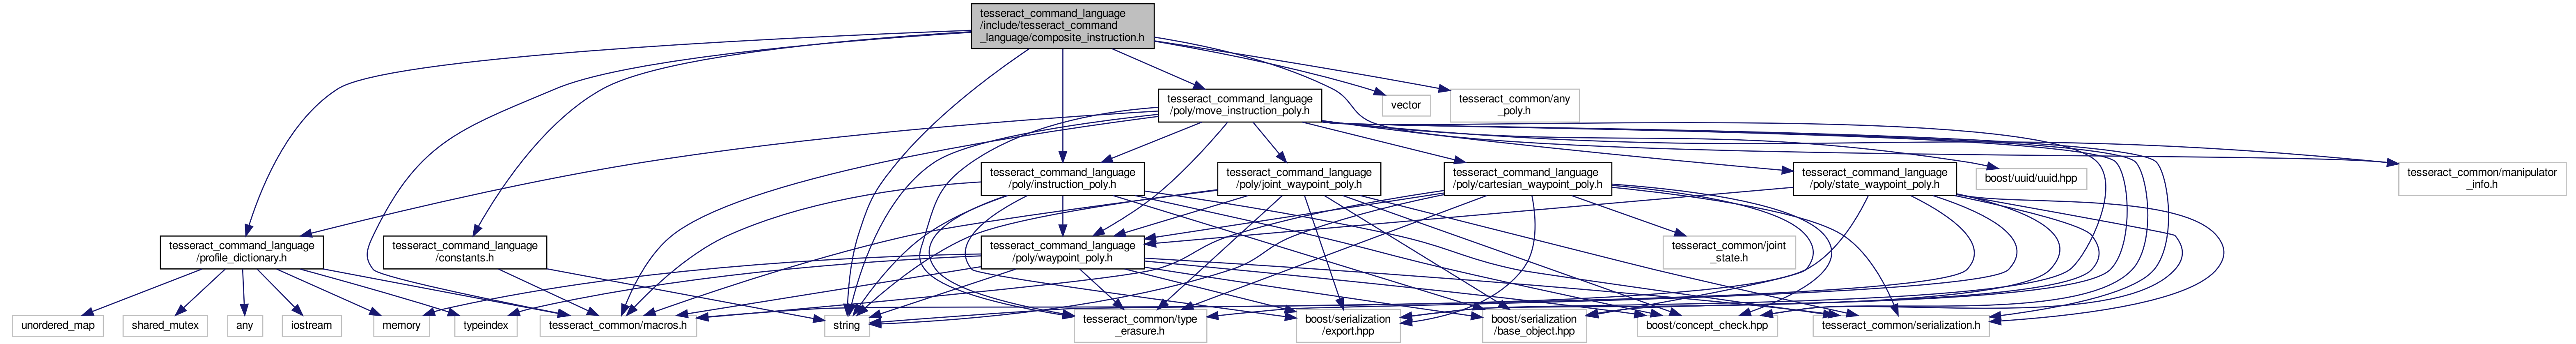 tesseract_command_language
/include/tesseract_command
_language/composite_instruction.h
tesseract_command_language
/poly/move_instruction_poly.h
vector
tesseract_common/any
_poly.h
tesseract_command_language
/poly/instruction_poly.h
tesseract_command_language
/poly/joint_waypoint_poly.h
tesseract_command_language
/poly/cartesian_waypoint_poly.h
tesseract_command_language
/poly/state_waypoint_poly.h
boost/uuid/uuid.hpp
tesseract_common/manipulator
_info.h
tesseract_command_language
/profile_dictionary.h
tesseract_command_language
/constants.h
tesseract_command_language
/poly/waypoint_poly.h
tesseract_common/joint
_state.h
unordered_map
shared_mutex
any
iostream
memory
typeindex
tesseract_common/macros.h
string
tesseract_common/type
_erasure.h
boost/serialization
/export.hpp
boost/serialization
/base_object.hpp
boost/concept_check.hpp
tesseract_common/serialization.h